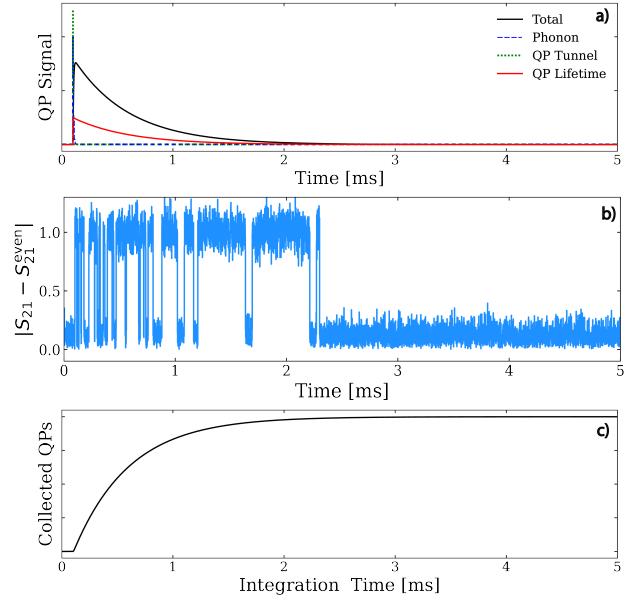 a)
Total
Phonon
QP Tunnel
QP Lifetime
QP Signal
0 1 2 3 4 5
Time [ms]
b)
|S21 − S21^even|
1.0
0.5
0.0
0 1 2 3 4 5
Time [ms]
c)
Collected QPs
0 1 2 3 4 5
Integration Time [ms]